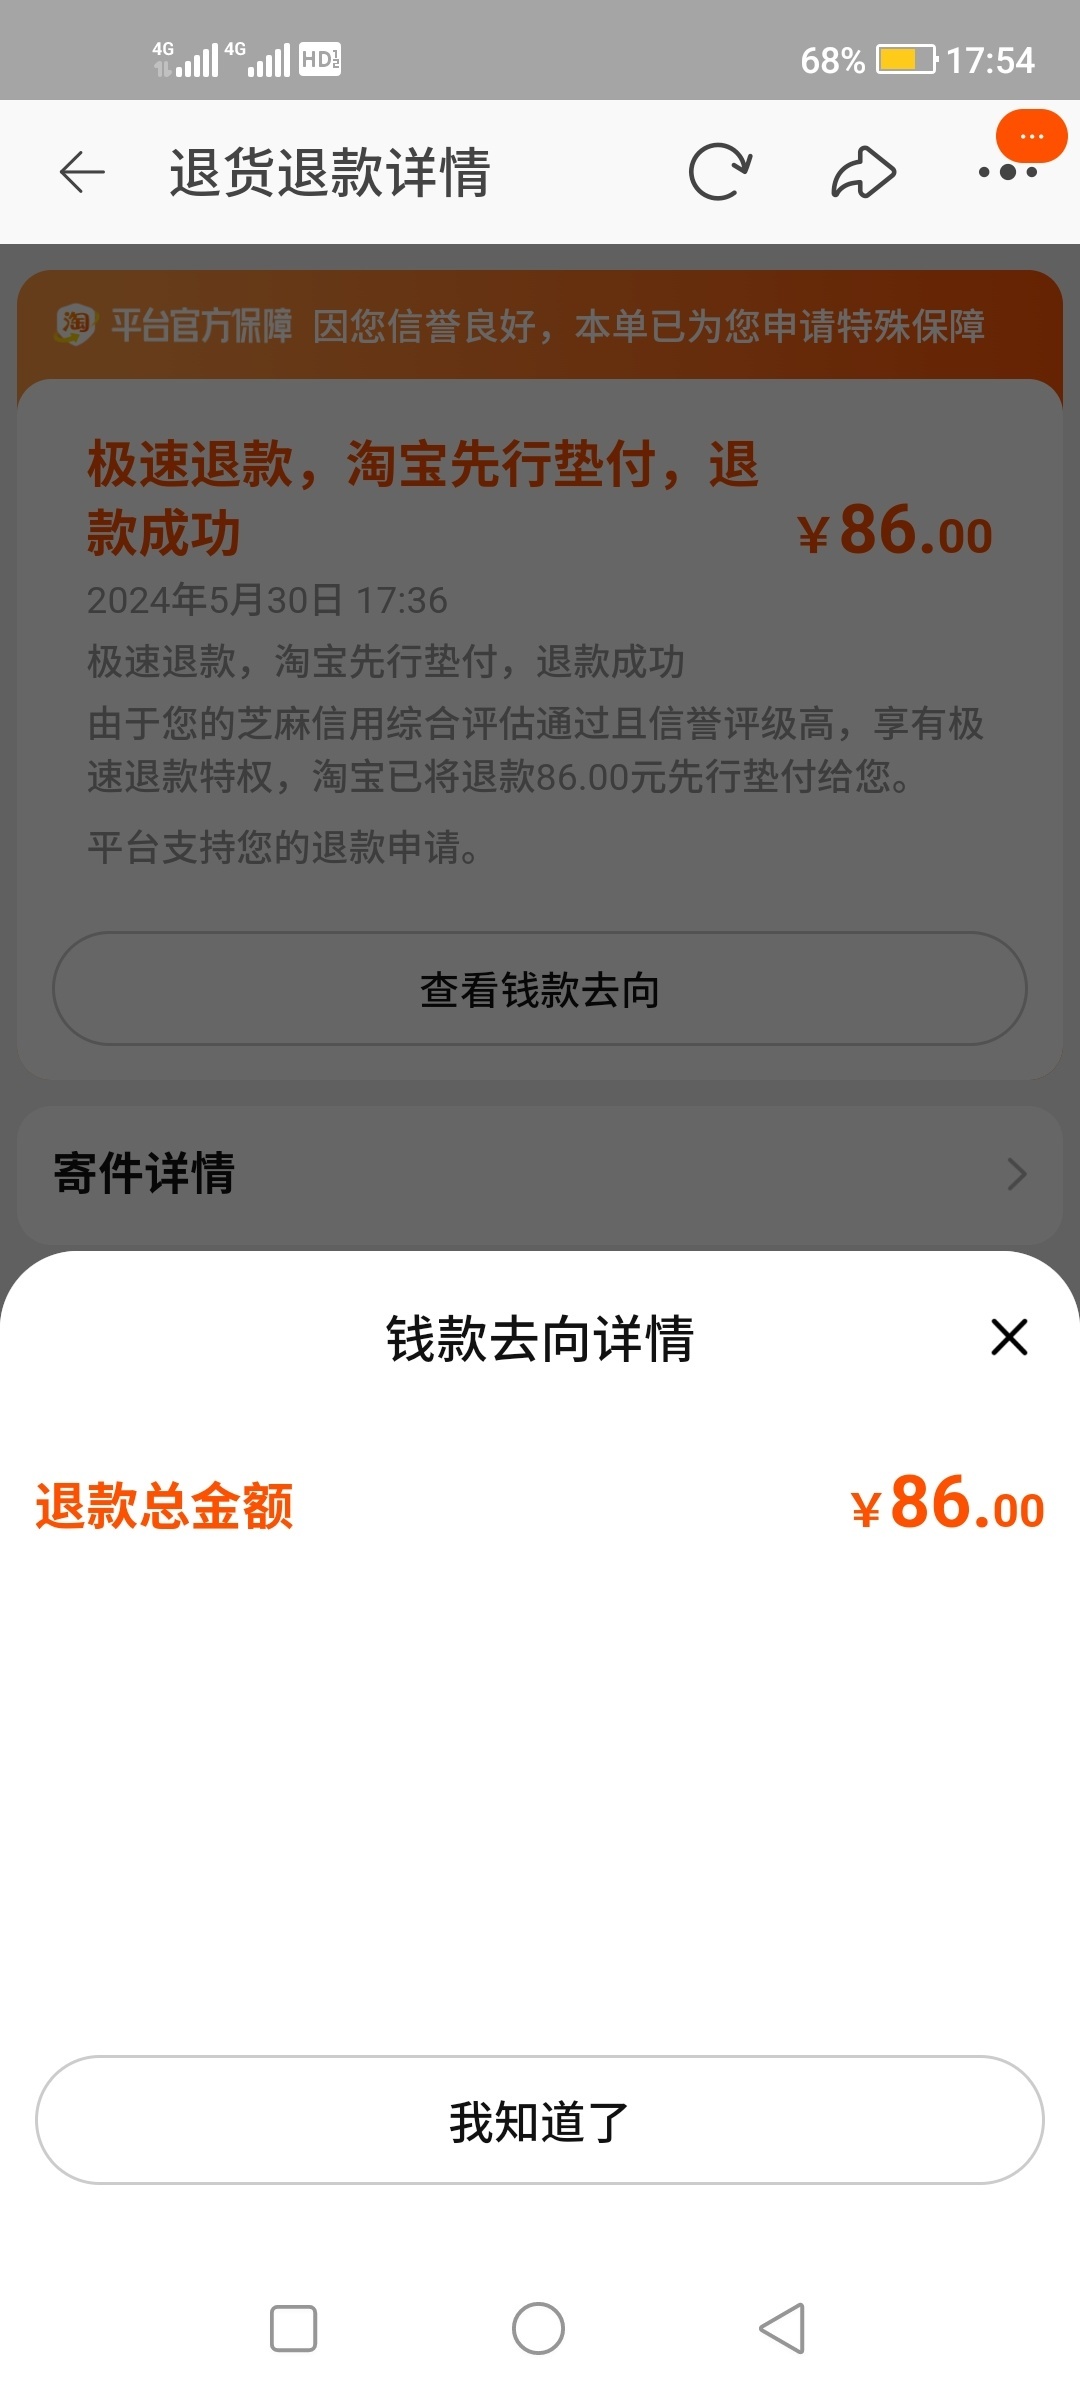 4G 4G HD 68% 17:54
退货退款详情
淘 平台官方保障 因您信誉良好，本单已为您申请特殊保障
极速退款，淘宝先行垫付，退
款成功
￥86.00
2024年5月30日 17:36
极速退款，淘宝先行垫付，退款成功
由于您的芝麻信用综合评估通过且信誉评级高，享有极
速退款特权，淘宝已将退款86.00元先行垫付给您。
平台支持您的退款申请。
查看钱款去向
寄件详情
钱款去向详情
退款总金额 ￥86.00
我知道了